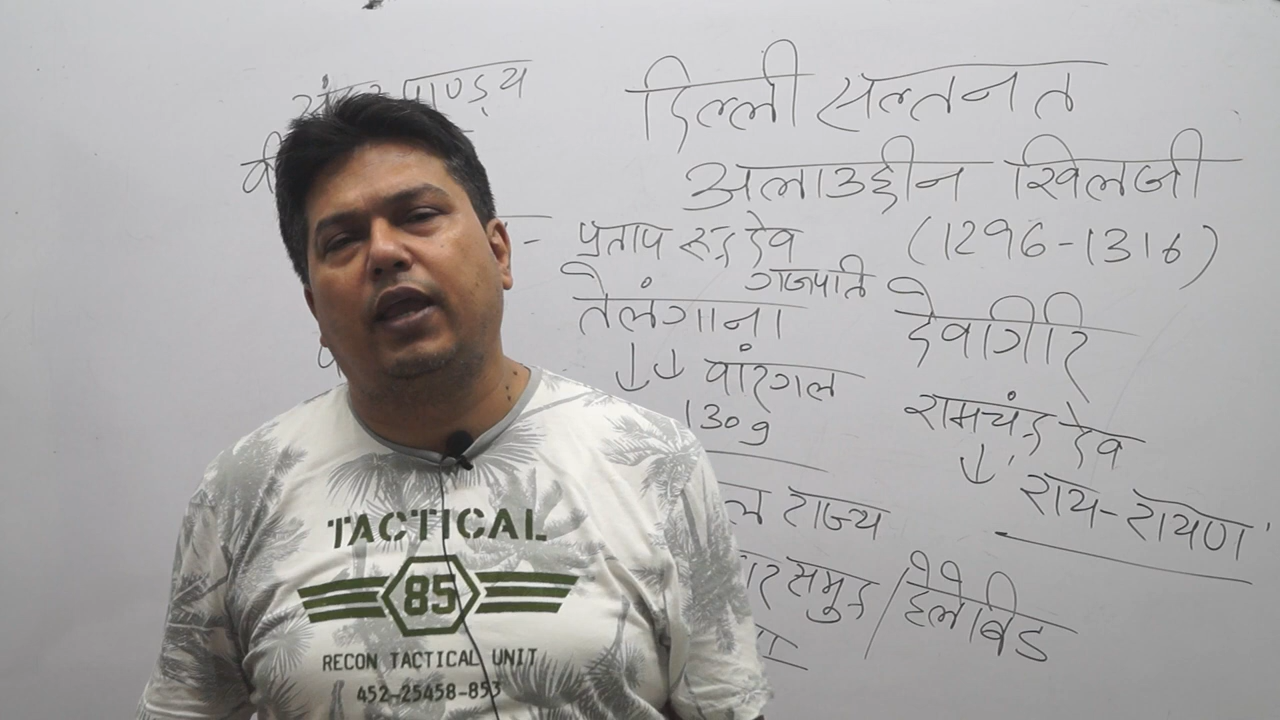 पाण्ड्य
दिल्ली सल्तनत
अलाउद्दीन खिलजी
(1296-1316)
प्रताप रूद्र देव
गजपति
तेलंगाना
↓↓ वारंगल
1309
देवगिरि
रामचंद्र देव
↓ राय-रायण
राज्य
/हैलेबिड
TACTICAL
85
RECON TACTICAL UNIT
452-25458-853